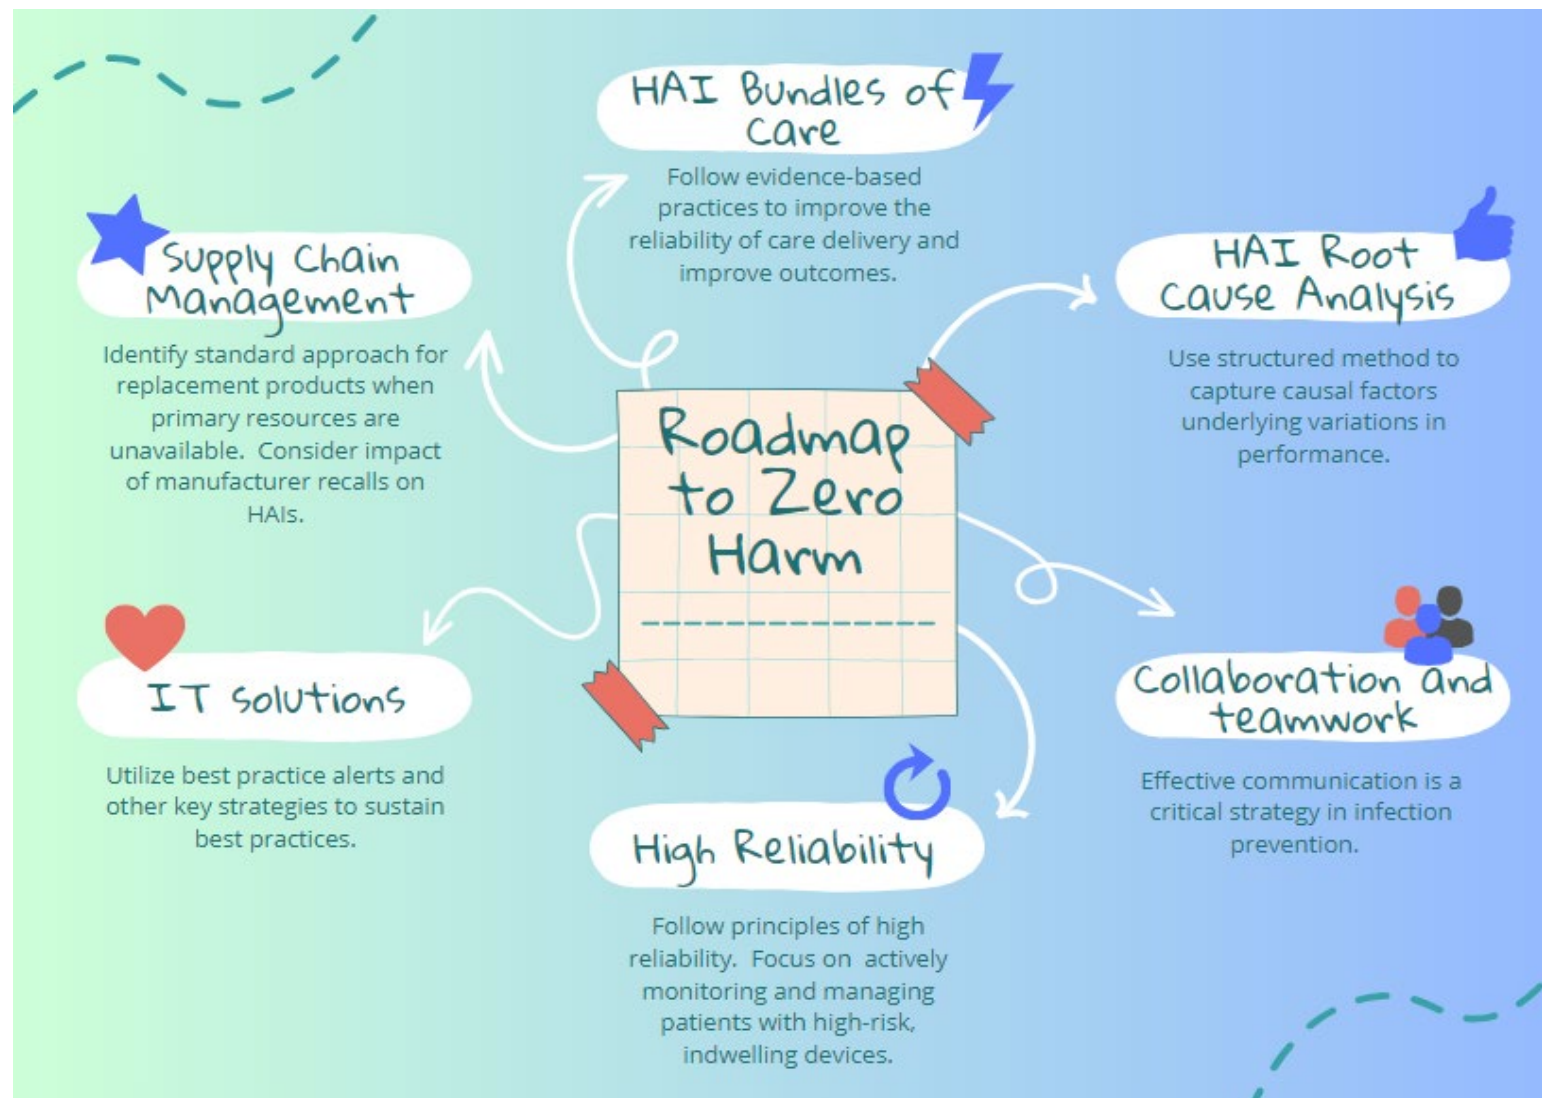 HAI Bundles of
Care
Follow evidence-based
practices to improve the
reliability of care delivery and
improve outcomes.
Supply Chain
Management
Identify standard approach for
replacement products when
primary resources are
unavailable.  Consider impact
of manufacturer recalls on
HAIs.
HAI Root
Cause Analysis
Use structured method to
capture causal factors
underlying variations in
performance.
Roadmap
to Zero
Harm
IT solutions
Utilize best practice alerts and
other key strategies to sustain
best practices.
Collaboration and
teamwork
Effective communication is a
critical strategy in infection
prevention.
High Reliability
Follow principles of high
reliability.  Focus on  actively
monitoring and managing
patients with high-risk,
indwelling devices.